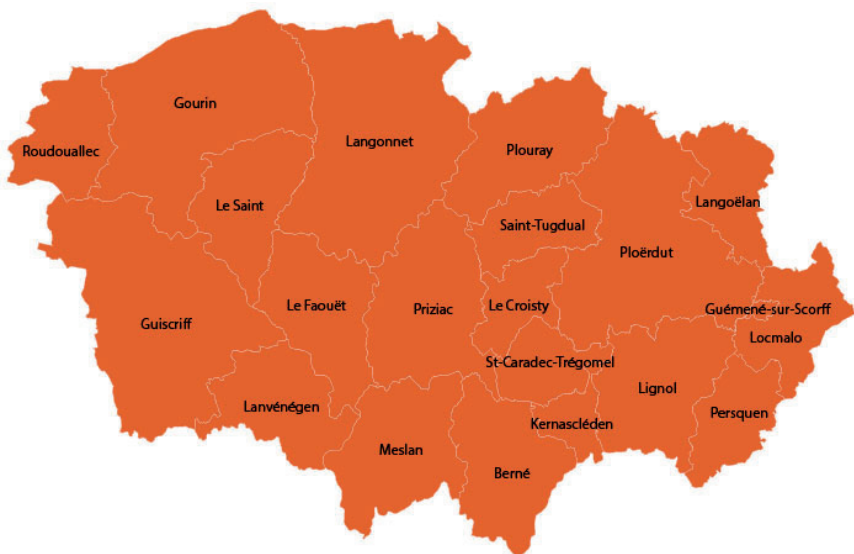 Gourin
Langonnet
Roudouallec
Plouray
Langoëlan
Le Saint
Saint-Tugdual
Ploërdut
Le Faouët
Priziac
Le Croisty
Guémené-sur-Scorff
Guiscriff
Locmalo
St-Caradec-Trégomel
Lignol
Lanvénégen
Persquen
Kernascléden
Meslan
Berné